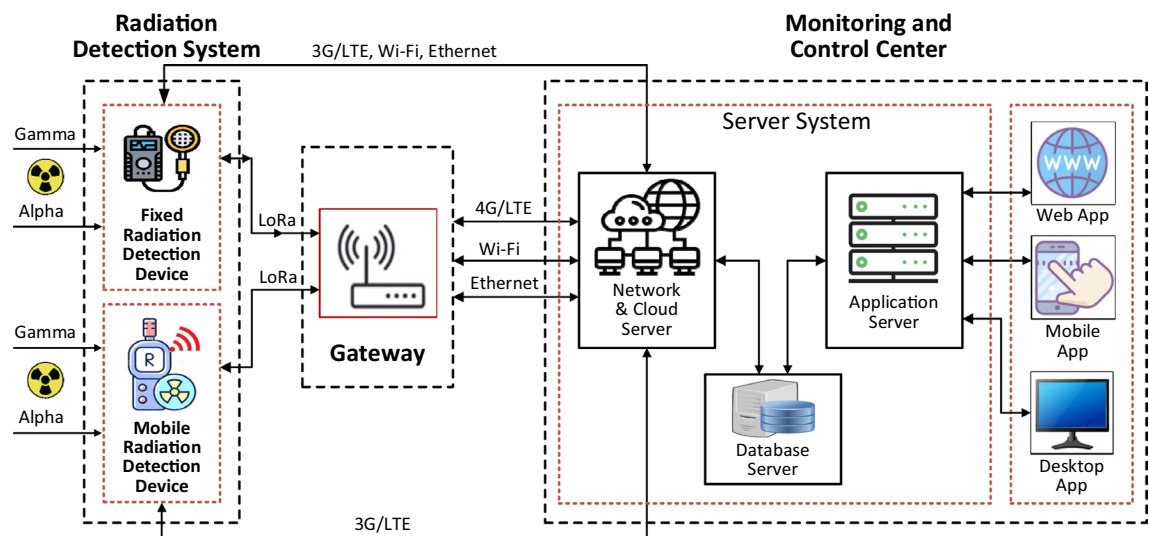 Radiation
Detection System
3G/LTE, Wi-Fi, Ethernet
Monitoring and
Control Center
Gamma
Alpha
Fixed
Radiation
Detection
Device
LoRa
LoRa
Gamma
Alpha
R
Mobile
Radiation
Detection
Device
Gateway
4G/LTE
Wi-Fi
Ethernet
3G/LTE
Server System
Network
& Cloud
Server
Application
Server
Database
Server
WWW
Web App
Mobile
App
Desktop
App